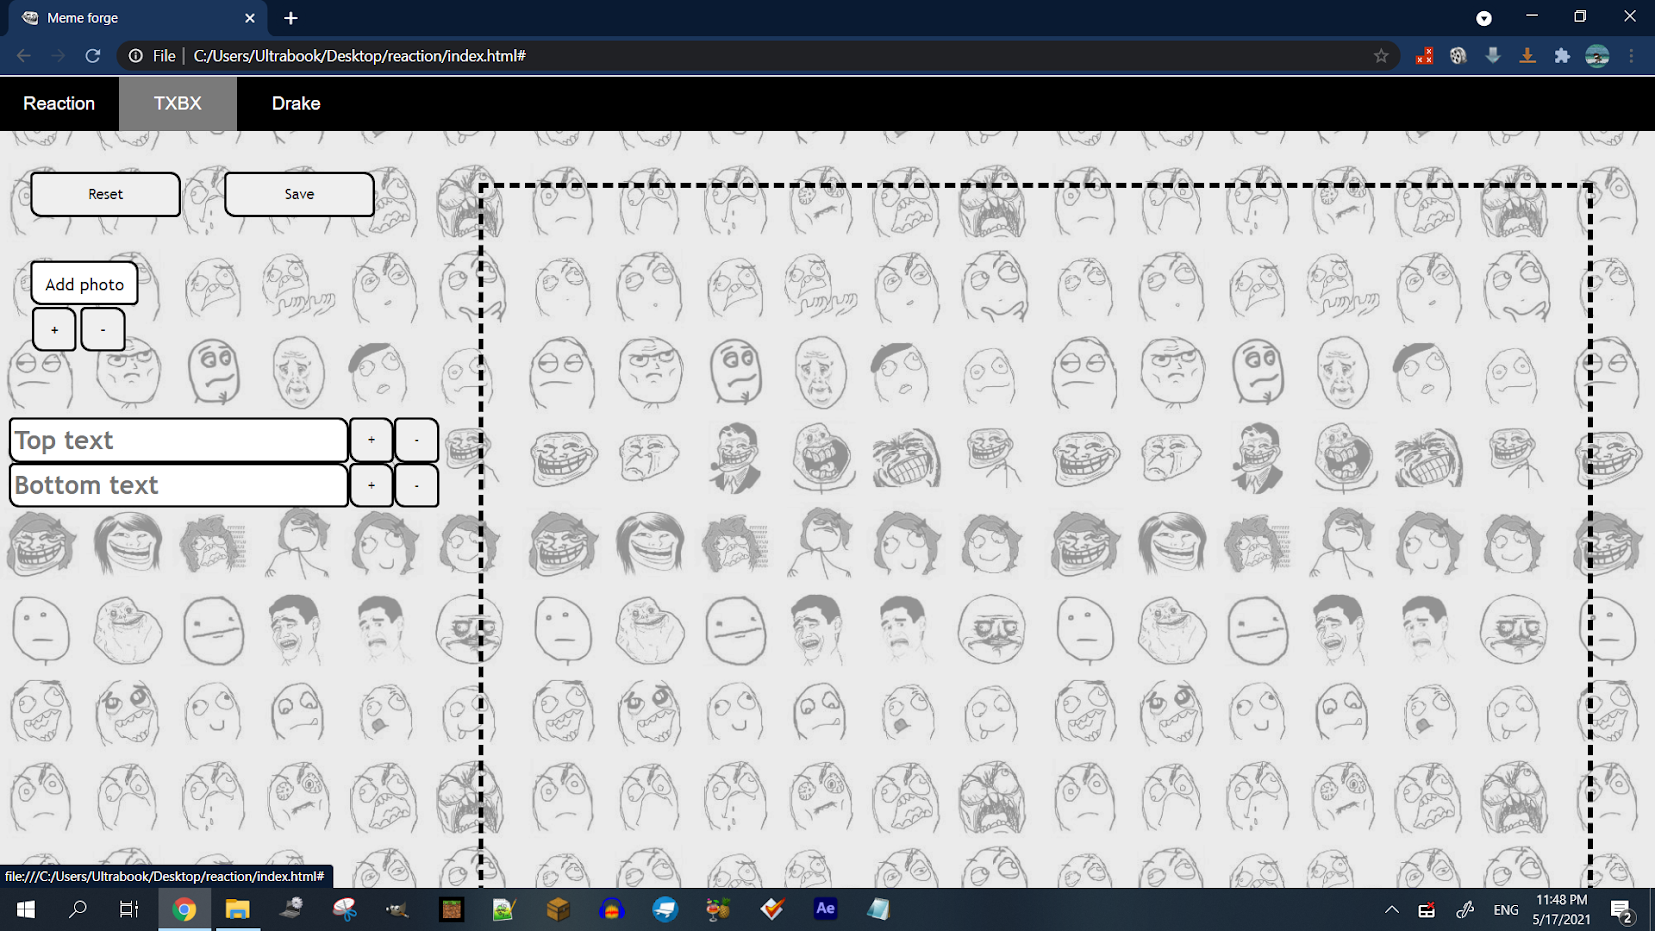 Meme forge
File | C:/Users/Ultrabook/Desktop/reaction/index.html#
Reaction TXBX Drake
Reset Save
Add photo
+ -
Top text + -
Bottom text + -
file:///C:/Users/Ultrabook/Desktop/reaction/index.html#
Ae
ENG
11:48 PM
5/17/2021
2